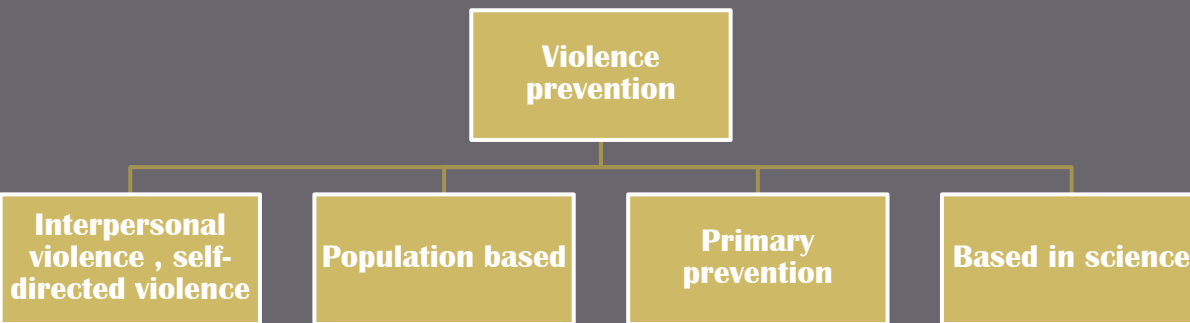 Violence
prevention
Interpersonal
violence , self-
directed violence
Population based
Primary
prevention
Based in science